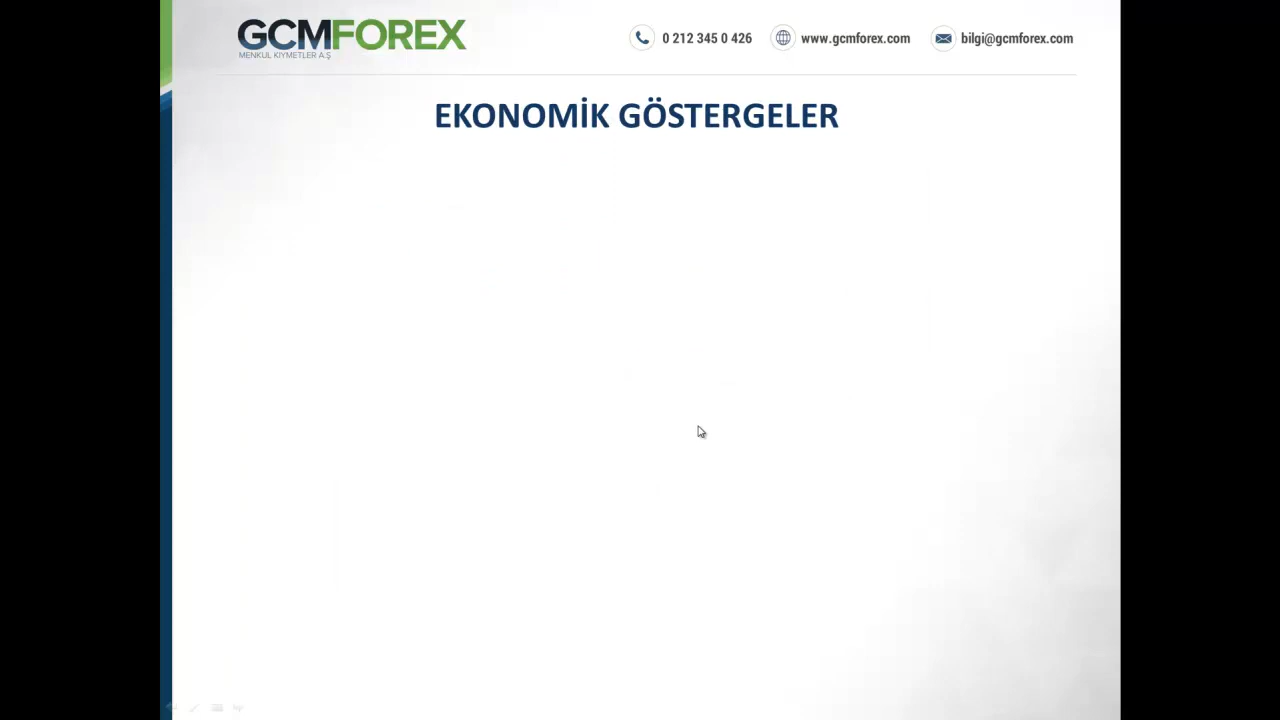 GCMFOREX
MENKUL KIYMETLER A.Ş
0 212 345 0 426
www.gcmforex.com
bilgi@gcmforex.com
EKONOMİK GÖSTERGELER